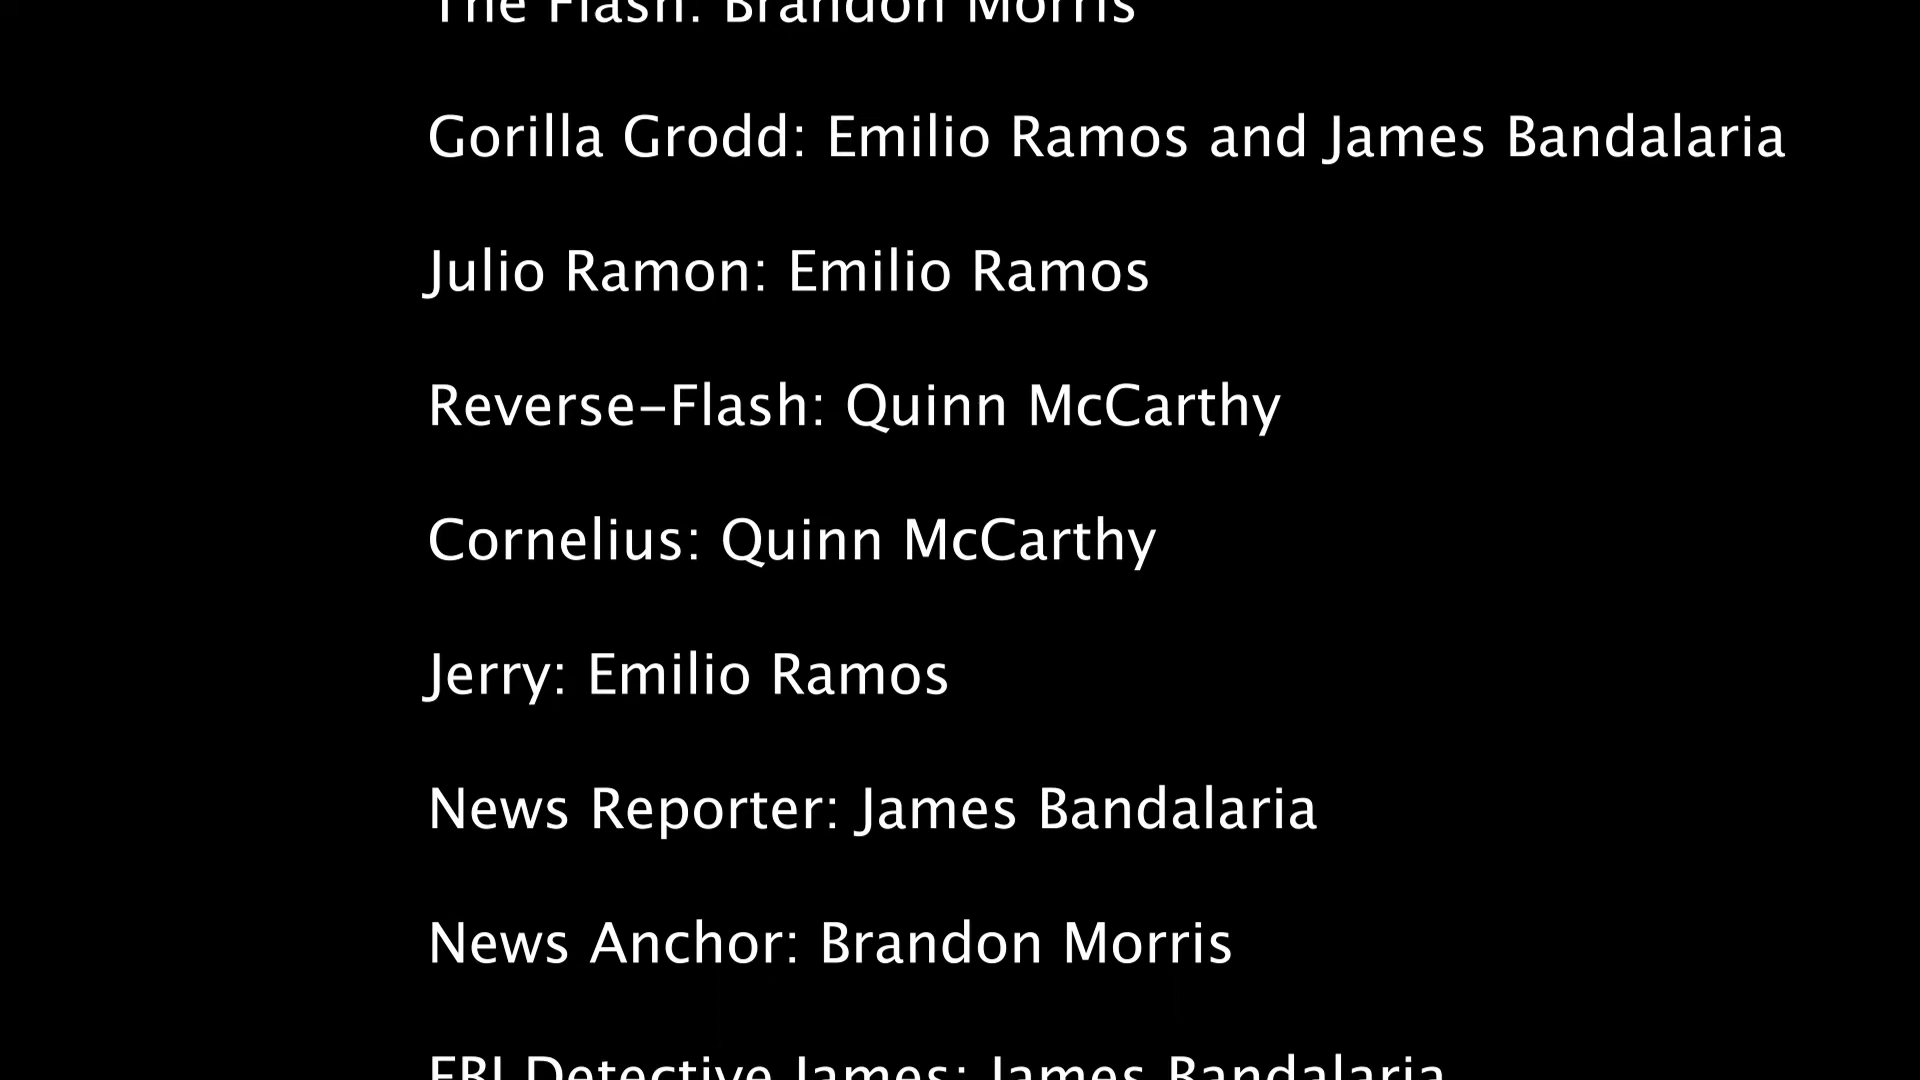 The Flash: Brandon Morris
Gorilla Grodd: Emilio Ramos and James Bandalaria
Julio Ramon: Emilio Ramos
Reverse-Flash: Quinn McCarthy
Cornelius: Quinn McCarthy
Jerry: Emilio Ramos
News Reporter: James Bandalaria
News Anchor: Brandon Morris
FBI Detective James: James Bandalaria